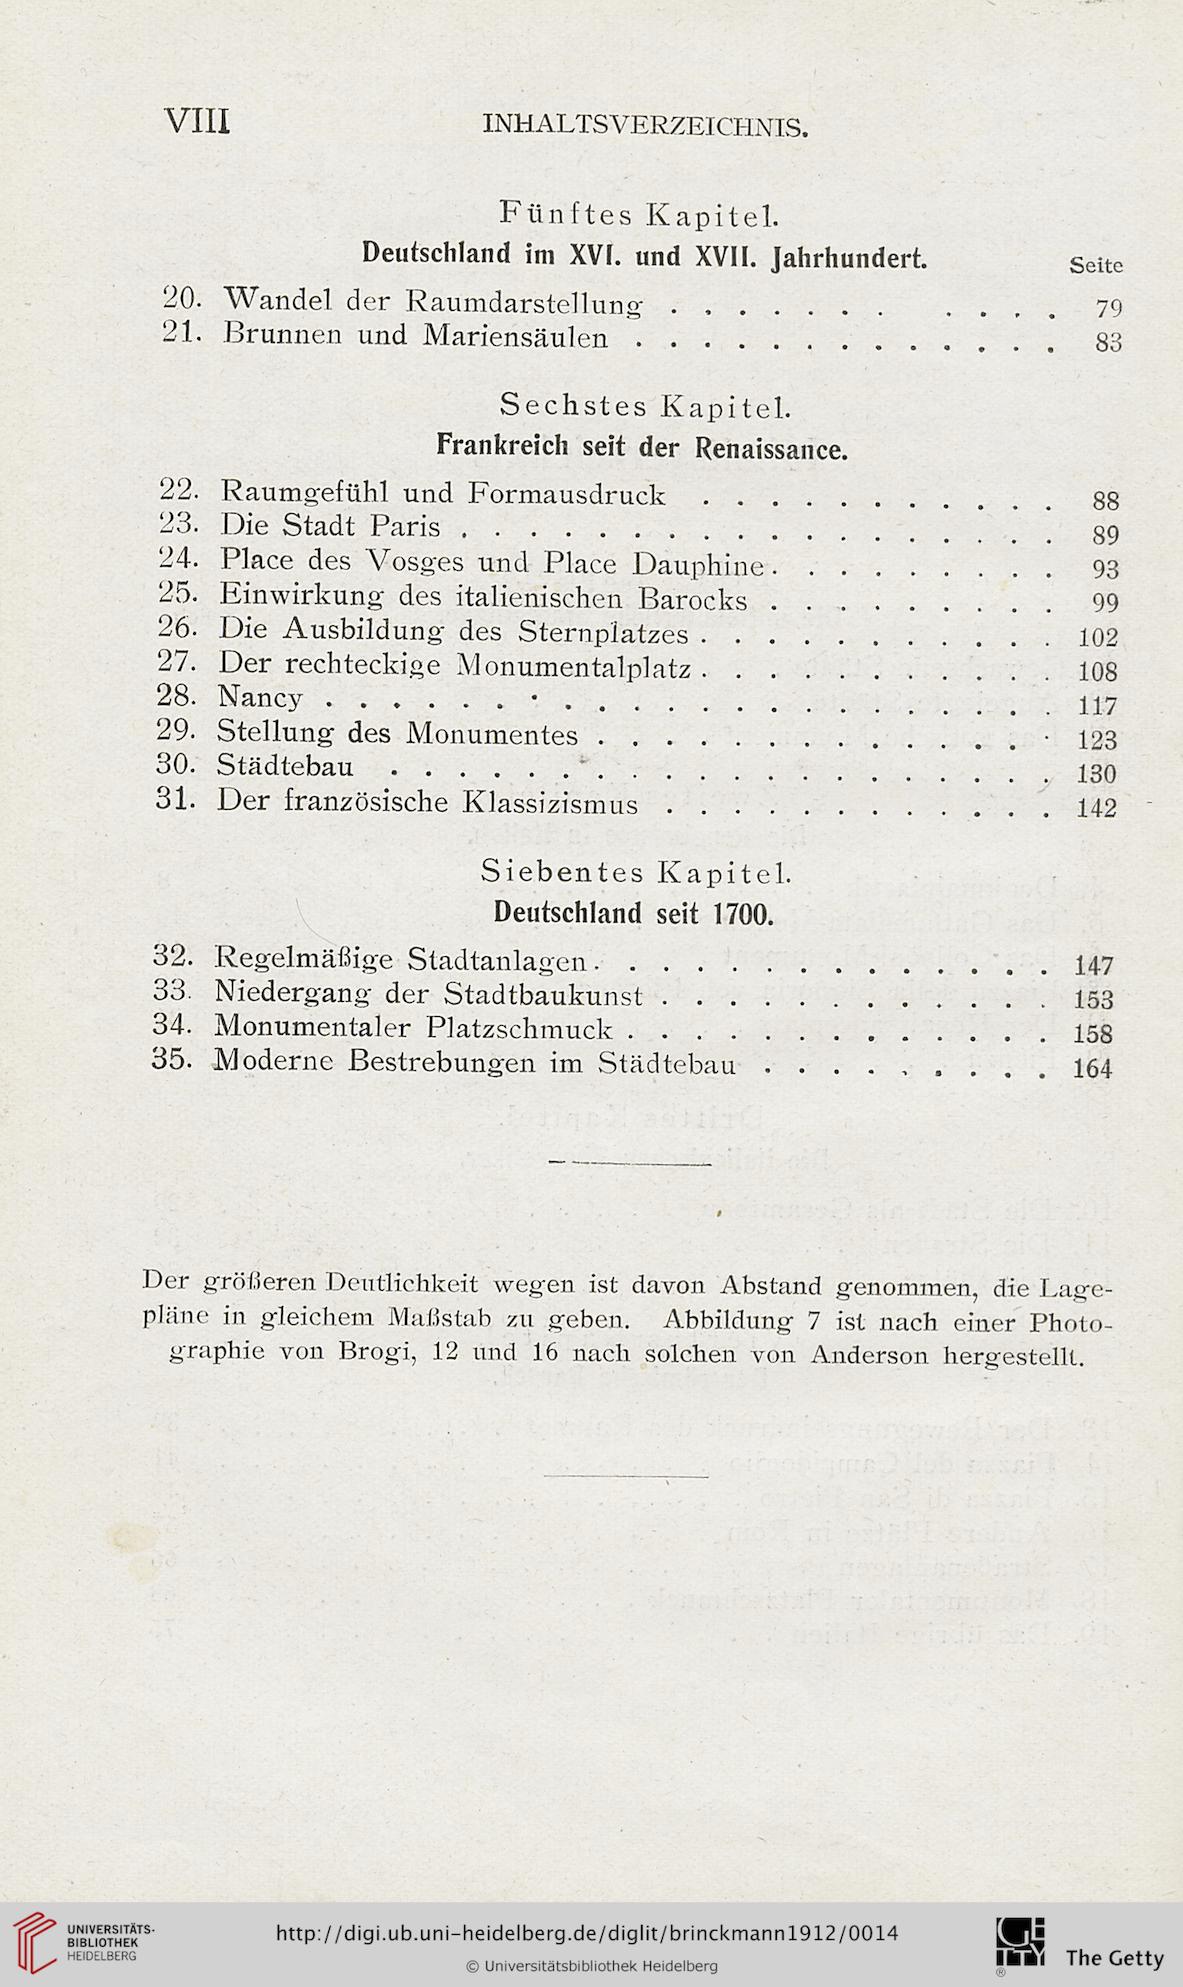 VIII INHALTSVERZEICHNIS.
Fünftes Kapitel.
Deutschland im XVI. und XVII. Jahrhundert.
Seite
20. Wandel der Raumdarstellung . . . . . . . . . . . 79
21. Brunnen und Mariensäulen . . . . . . . . . . . . . 83
Sechstes Kapitel.
Frankreich seit der Renaissance.
22. Raumgefühl und Formausdruck . . . . . . . . . . . 88
23. Die Stadt Paris . . . . . . . . . . . . . . . . . . 89
24. Place des Vosges und Place Dauphine . . . . . . . . . 93
25. Einwirkung des italienischen Barocks . . . . . . . . . 99
26. Die Ausbildung des Sternplatzes . . . . . . . . . . . 102
27. Der rechteckige Monumentalplatz . . . . . . . . . . . 108
28. Nancy . . . . . . . . . . . . . . . . . . . . . . 117
29. Stellung des Monumentes . . . . . . . . . . . . . . 123
30. Städtebau . . . . . . . . . . . . . . . . . . . . 130
31. Der französische Klassizismus . . . . . . . . . . . . 142
Siebentes Kapitel.
Deutschland seit 1700.
32. Regelmäßige Stadtanlagen . . . . . . . . . . . . . . 147
33. Niedergang der Stadtbaukunst . . . . . . . . . . . . 153
34. Monumentaler Platzschmuck . . . . . . . . . . . . . 158
35. Moderne Bestrebungen im Städtebau . . . . . . . . . 164
Der größeren Deutlichkeit wegen ist davon Abstand genommen, die Lage-
pläne in gleichem Maßstab zu geben. Abbildung 7 ist nach einer Photo-
graphie von Brogi, 12 und 16 nach solchen von Anderson hergestellt.
UNIVERSITÄTS-
BIBLIOTHEK
HEIDELBERG
http://digi.ub.uni-heidelberg.de/diglit/brinckmann1912/0014
© Universitätsbibliothek Heidelberg
GETTY
®
The Getty